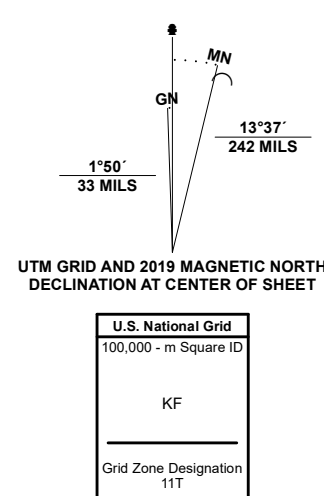 MN
GN
13°37´
242 MILS
1°50´
33 MILS
UTM GRID AND 2019 MAGNETIC NORTH
DECLINATION AT CENTER OF SHEET
U.S. National Grid
100,000 - m Square ID
KF
Grid Zone Designation
11T